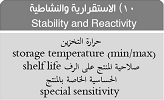 ١٠) الاستقرارية والنشاطية
Stability and Reactivity
حرارة التخزين
storage temperature (min/max)
صلاحية المنتج على الرف shelf life
الحساسية الخاصة بالمنتج
special sensitivity